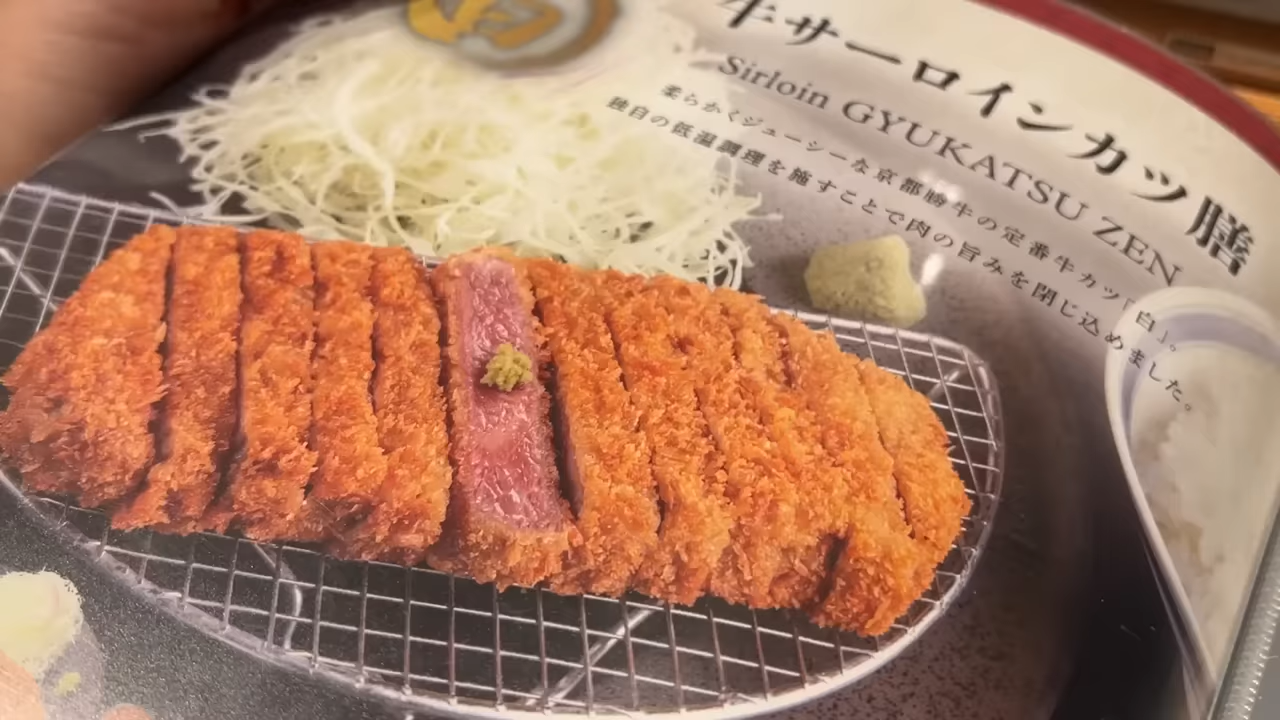 牛サーロインカツ膳
Sirloin GYUKATSU ZEN
柔らかくジューシーな京都勝牛の定番牛カツ「白」。
独自の低温調理を施すことで肉の旨みを閉じ込めました。